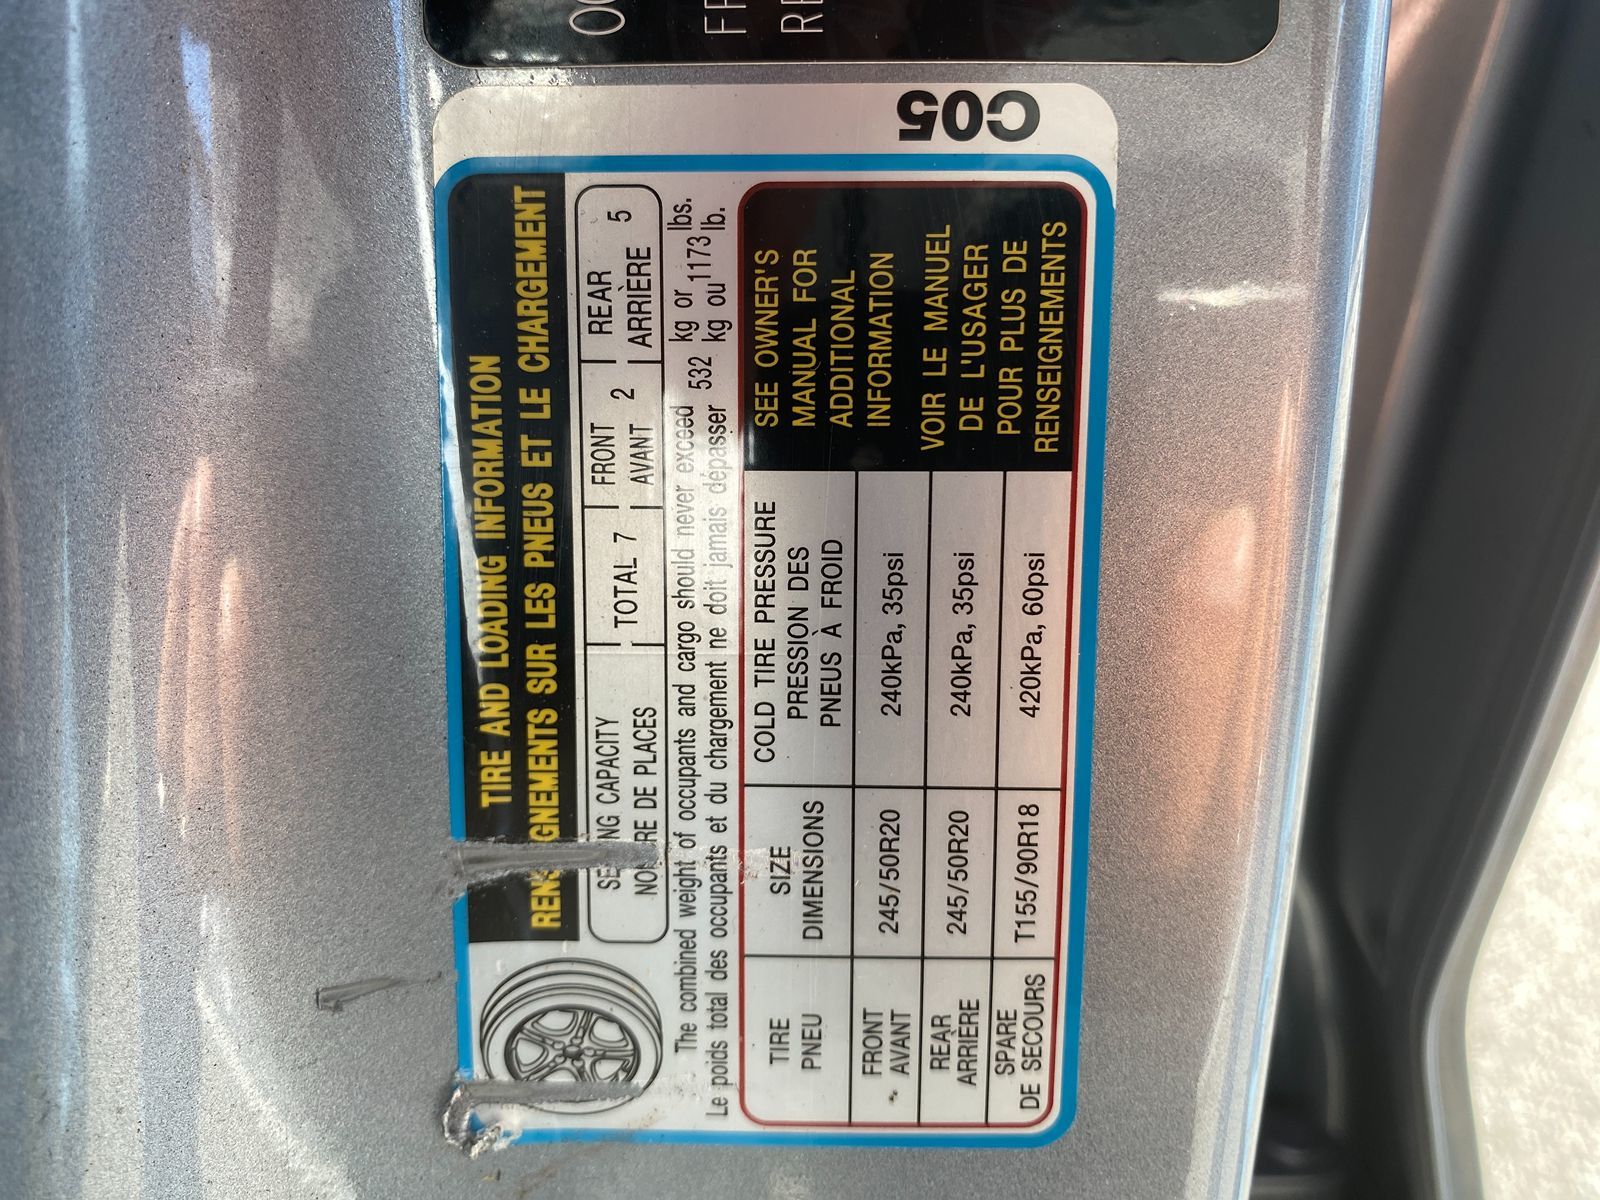 C05
TIRE AND LOADING INFORMATION
RENSEIGNEMENTS SUR LES PNEUS ET LE CHARGEMENT
CAPACITY TOTAL 7 FRONT 2 REAR 5
DE PLACES AVANT ARRIÈRE
The combined weight of occupants and cargo should never exceed 532 kg or 1173 lbs.
Le poids total des occupants et du chargement ne doit jamais dépasser kg ou lb.
TIRE SIZE COLD TIRE PRESSURE
PNEU DIMENSIONS PRESSION DES
PNEUS À FROID
FRONT 245/50R20 240kPa, 35psi
AVANT
REAR 245/50R20 240kPa, 35psi
ARRIÈRE
SPARE T155/90R18 420kPa, 60psi
DE SECOURS
SEE OWNER'S
MANUAL FOR
ADDITIONAL
INFORMATION
VOIR LE MANUEL
DE L'USAGER
POUR PLUS DE
RENSEIGNEMENTS